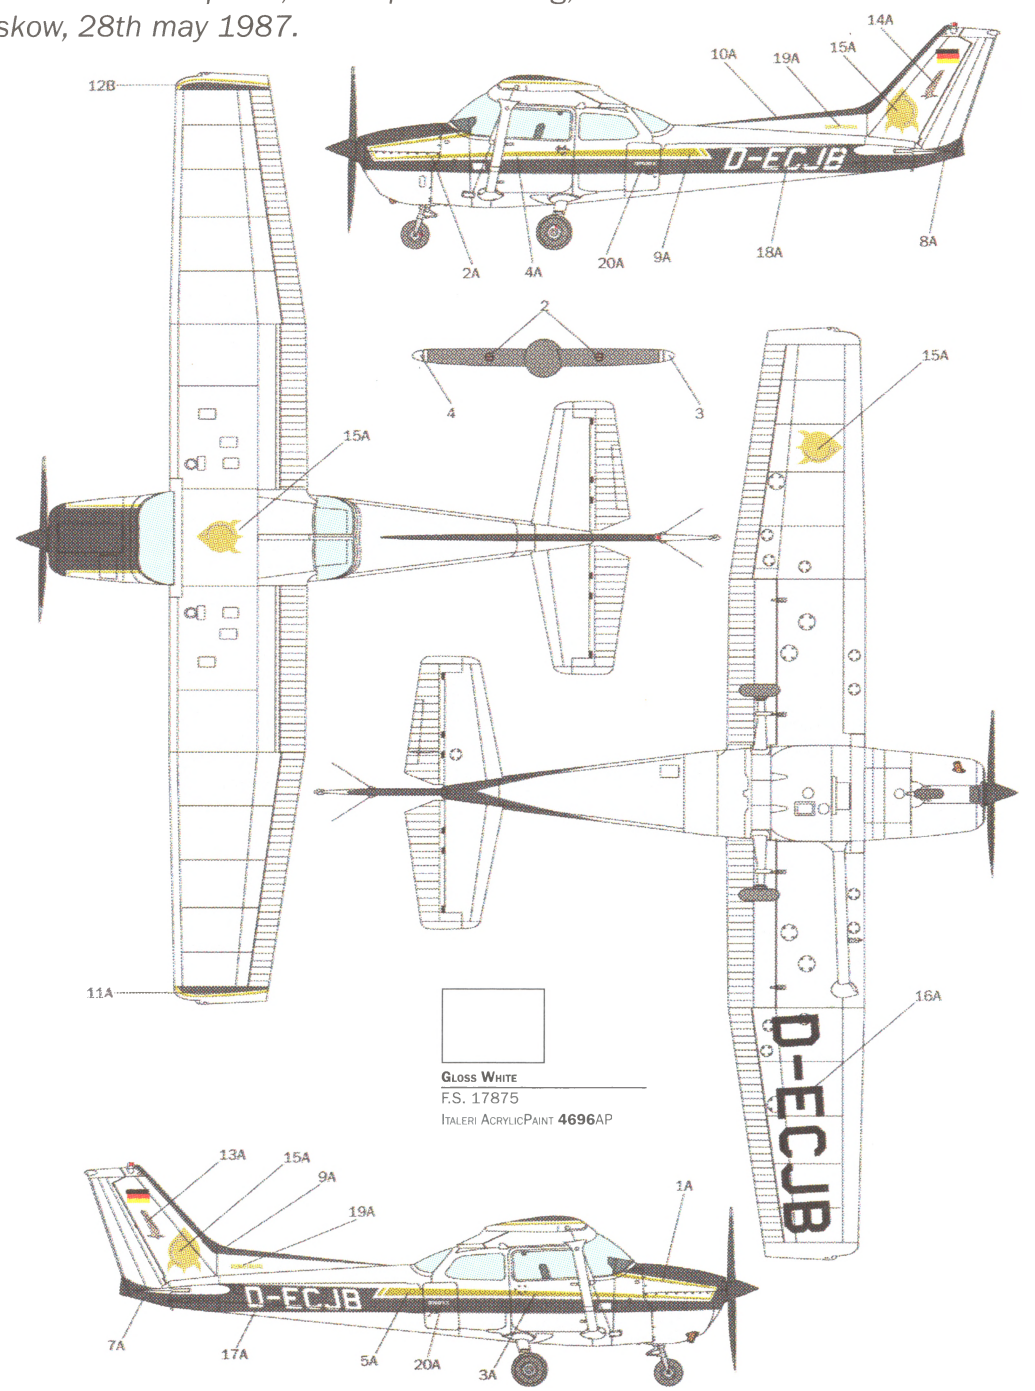 skow, 28th may 1987.
14A
15A
10A
19A
12B
D-ECJB
2A
4A
20A
9A
18A
8A
2
4
3
15A
15A
11A
16A
D-ECJB
GLOSS WHITE
F.S. 17875
ITALERI ACRYLICPAINT 4696AP
13A
15A
9A
19A
1A
D-ECJB
7A
17A
5A
20A
3A